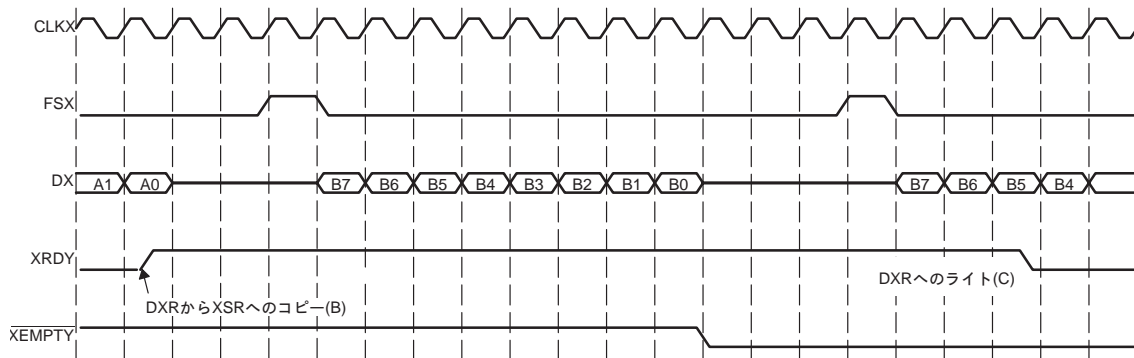 CLKX
FSX
DX A1 A0 B7 B6 B5 B4 B3 B2 B1 B0 B7 B6 B5 B4
XRDY
DXRへのライト(C)
DXRからXSRへのコピー(B)
XEMPTY